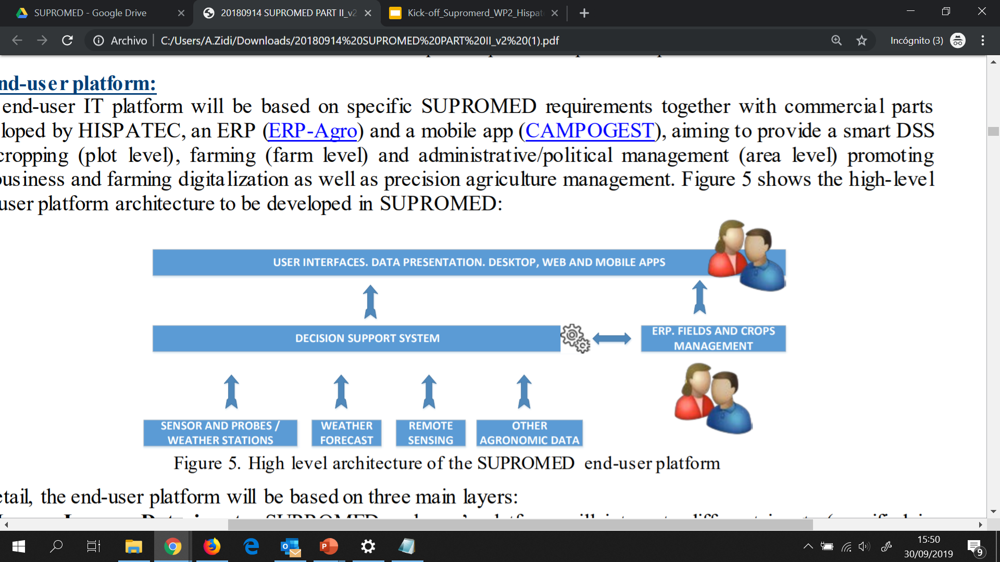 SUPROMED - Google Drive
20180914 SUPROMED PART II_v2
Kick-off_Supromerd_WP2_Hispat
Archivo
C:/Users/A.Zidi/Downloads/20180914%20SUPROMED%20PART%20II_v2%20(1).pdf
Incógnito (3)
nd-user platform:
end-user IT platform will be based on specific SUPROMED requirements together with commercial parts
loped by HISPATEC, an ERP (ERP-Agro) and a mobile app (CAMPOGEST), aiming to provide a smart DSS
cropping (plot level), farming (farm level) and administrative/political management (area level) promoting
business and farming digitalization as well as precision agriculture management. Figure 5 shows the high-level
user platform architecture to be developed in SUPROMED:
USER INTERFACES. DATA PRESENTATION. DESKTOP, WEB AND MOBILE APPS
DECISION SUPPORT SYSTEM
ERP. FIELDS AND CROPS
MANAGEMENT
SENSOR AND PROBES /
WEATHER STATIONS
WEATHER
FORECAST
REMOTE
SENSING
OTHER
AGRONOMIC DATA
Figure 5. High level architecture of the SUPROMED end-user platform
etail, the end-user platform will be based on three main layers:
15:50
30/09/2019
9